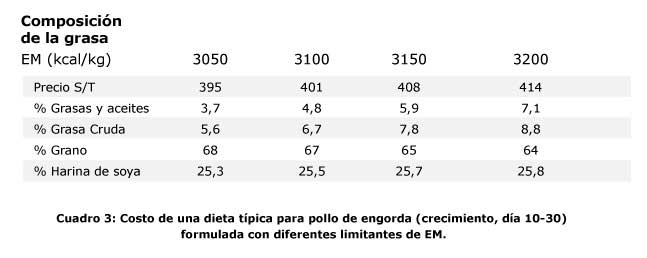 Composición
de la grasa
EM (kcal/kg) 3050 3100 3150 3200
Precio S/T 395 401 408 414
% Grasas y aceites 3,7 4,8 5,9 7,1
% Grasa Cruda 5,6 6,7 7,8 8,8
% Grano 68 67 65 64
% Harina de soya 25,3 25,5 25,7 25,8
Cuadro 3: Costo de una dieta típica para pollo de engorda (crecimiento, día 10-30)
formulada con diferentes limitantes de EM.